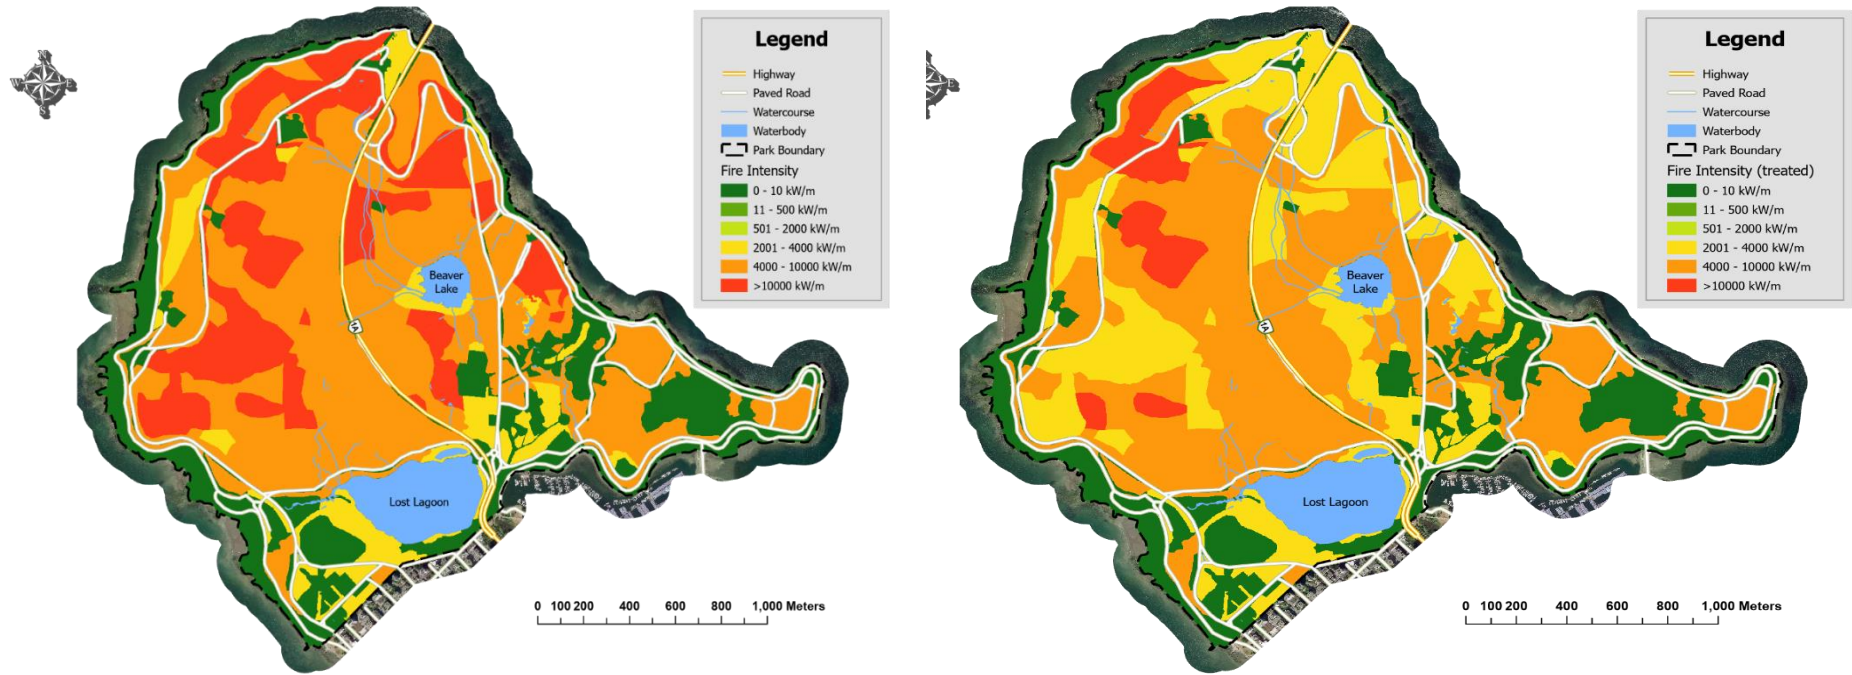 Legend
Highway
Paved Road
Watercourse
Waterbody
Park Boundary
Fire Intensity
0 - 10 kW/m
11 - 500 kW/m
501 - 2000 kW/m
2001 - 4000 kW/m
4000 - 10000 kW/m
>10000 kW/m
Beaver
Lake
1A
Lost Lagoon
0 100 200 400 600 800 1,000 Meters
Legend
Highway
Paved Road
Watercourse
Waterbody
Park Boundary
Fire Intensity (treated)
0 - 10 kW/m
11 - 500 kW/m
501 - 2000 kW/m
2001 - 4000 kW/m
4000 - 10000 kW/m
>10000 kW/m
Beaver
Lake
1A
Lost Lagoon
0 100 200 400 600 800 1,000 Meters